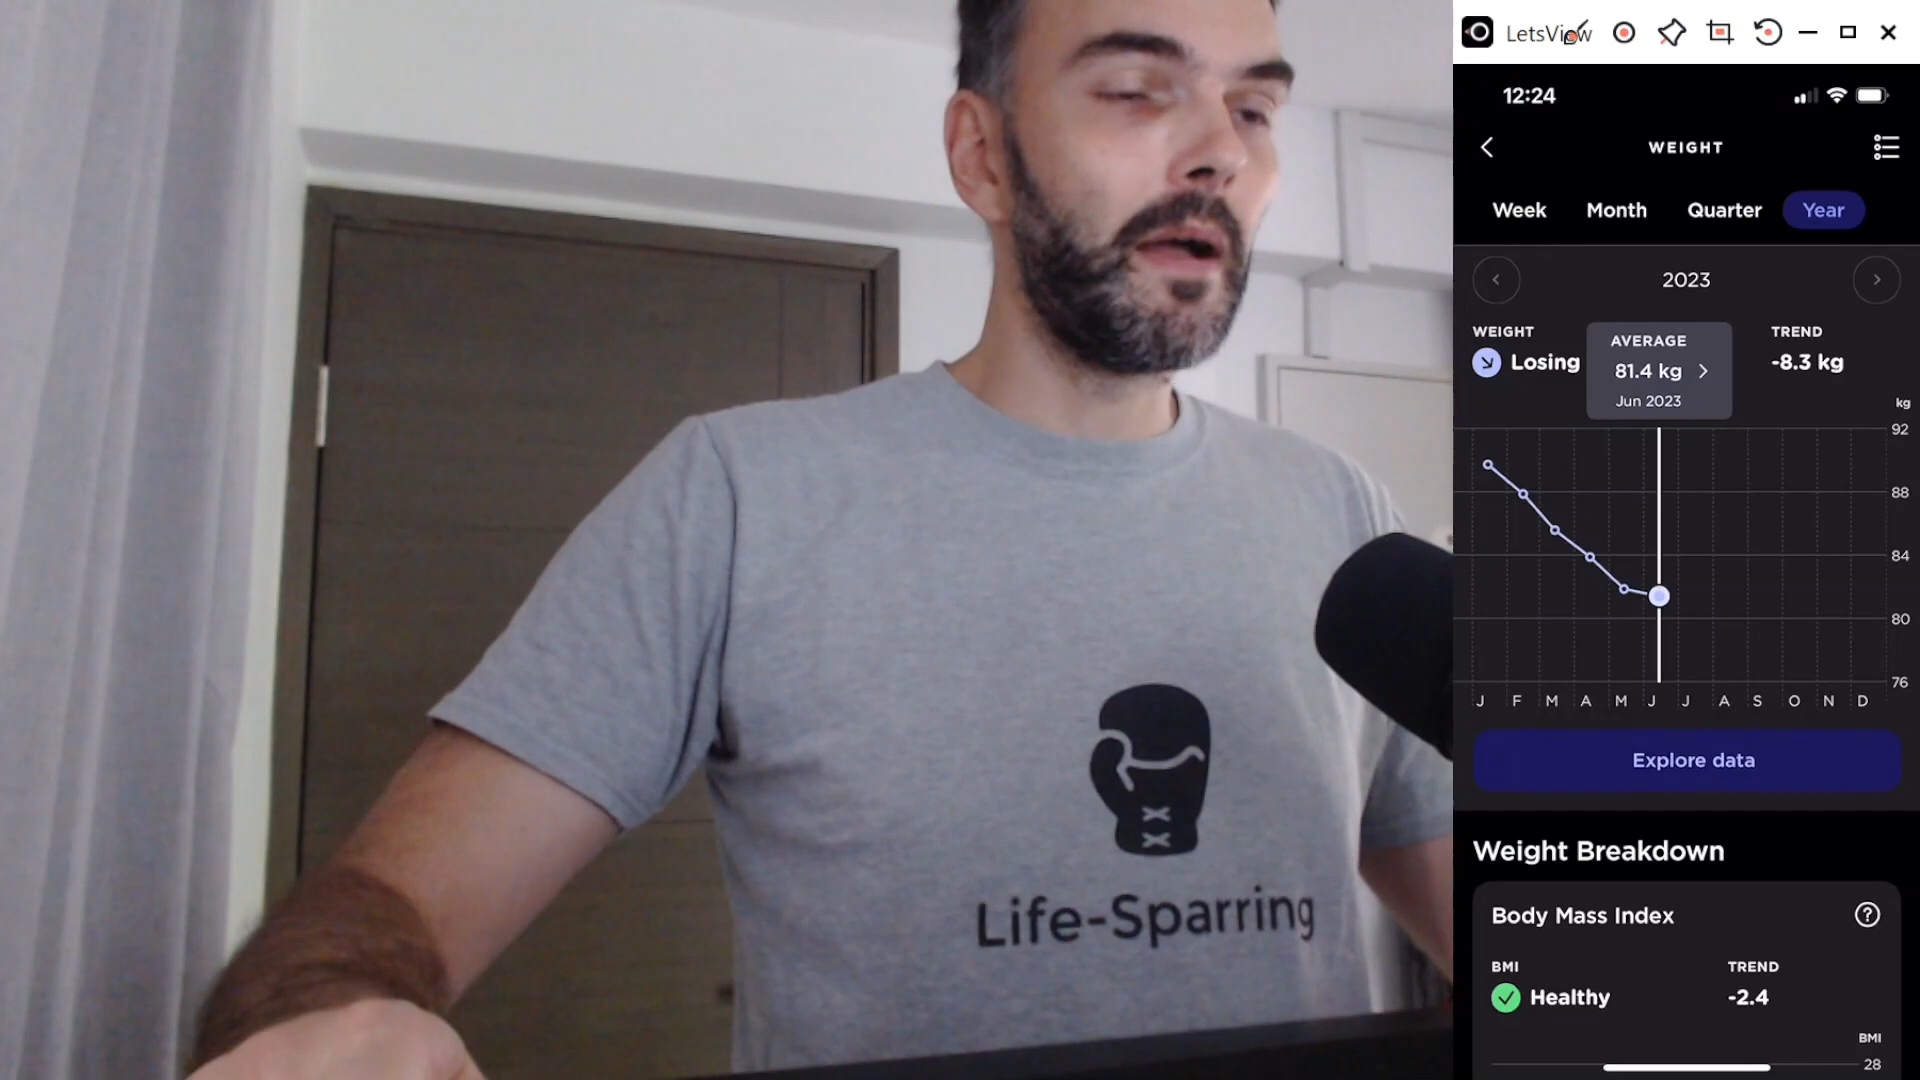 LetsView
12:24
WEIGHT
Week Month Quarter Year
2023
WEIGHT
Losing
AVERAGE
81.4 kg
Jun 2023
TREND
-8.3 kg
kg
92
88
84
80
76
J F M A M J J A S O N D
Explore data
Weight Breakdown
Body Mass Index
?
BMI
Healthy
TREND
-2.4
BMI
28
Life-Sparring